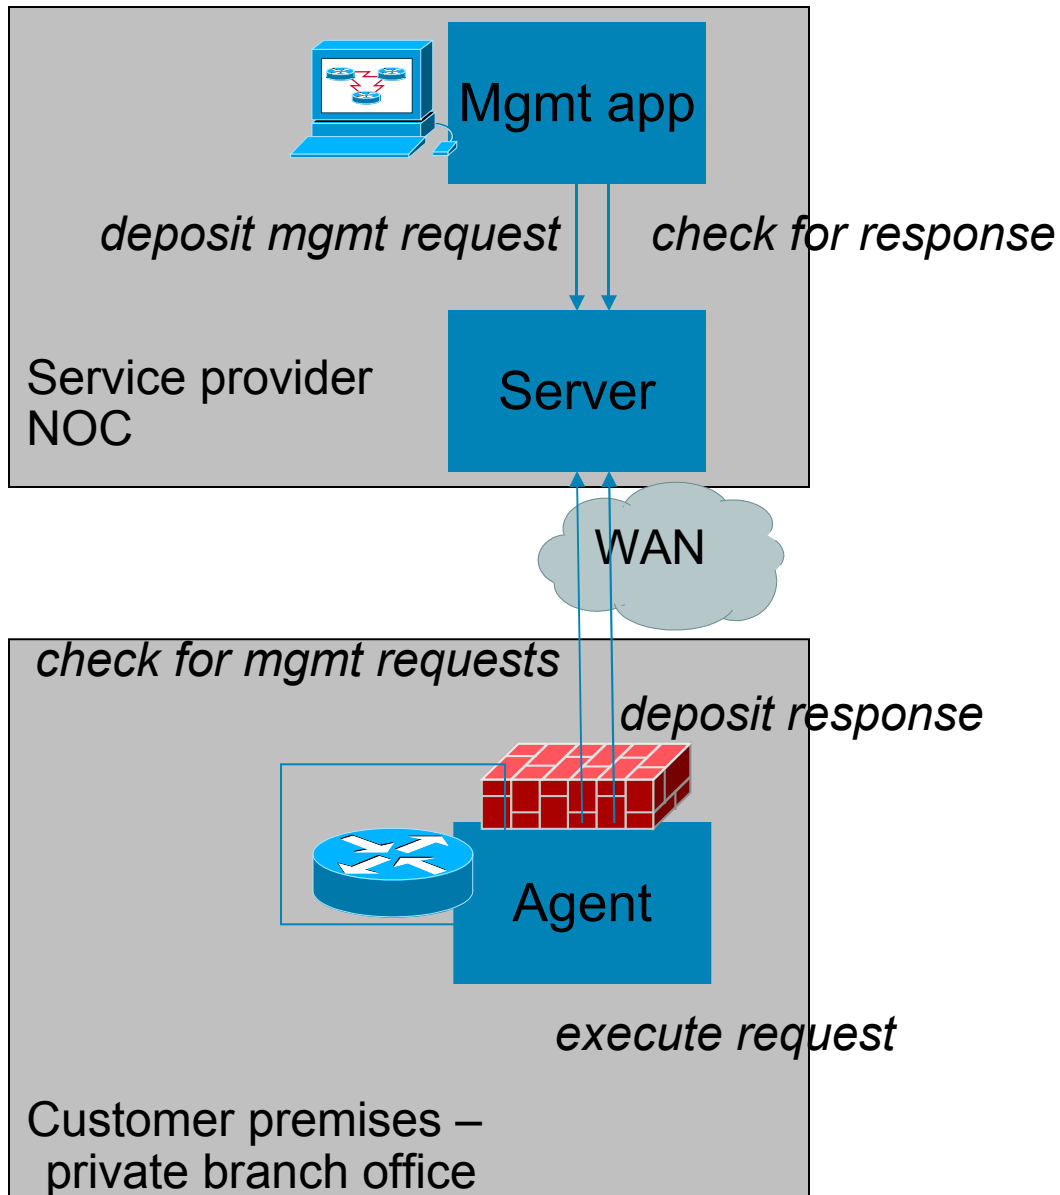 Mgmt app
deposit mgmt request
check for response
Service provider
NOC
Server
WAN
check for mgmt requests
deposit response
Agent
execute request
Customer premises –
private branch office